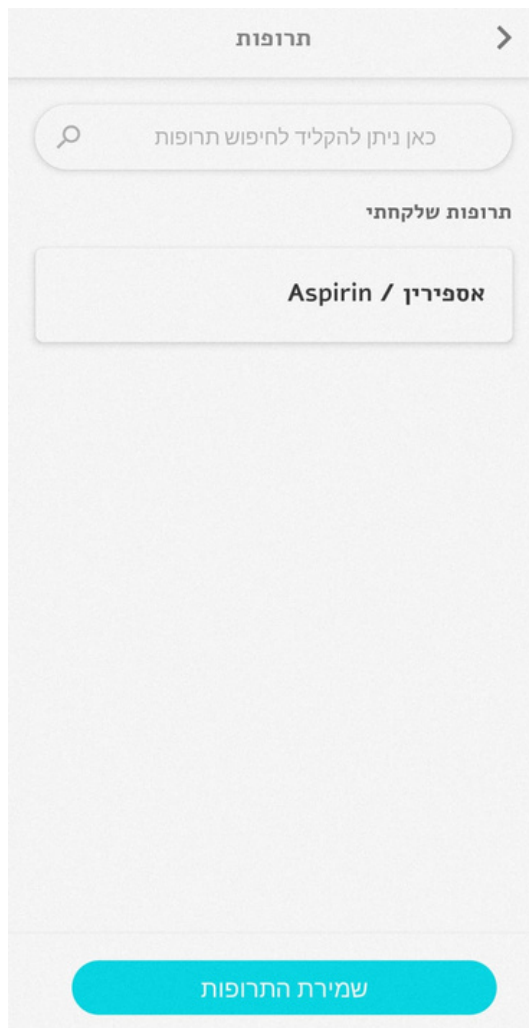 תרופות
כאן ניתן להקליד לחיפוש תרופות
תרופות שלקחתי
אספירין / Aspirin
שמירת התרופות